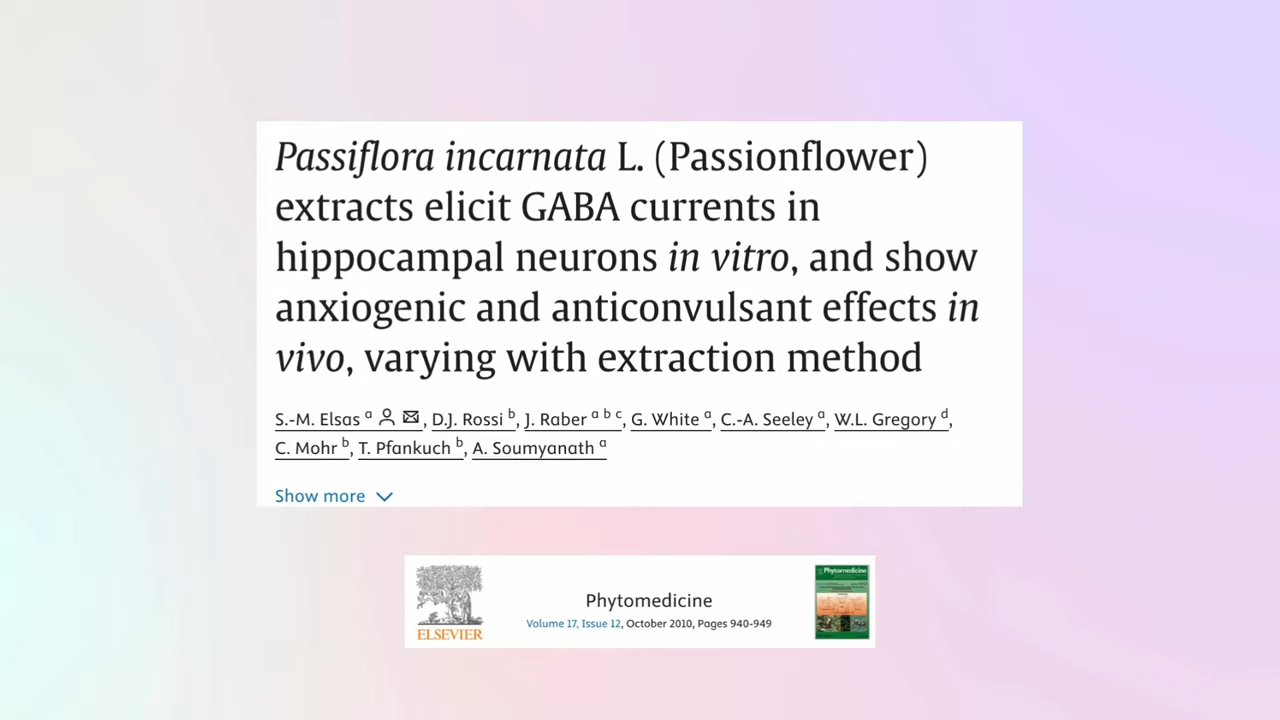 Passiflora incarnata L. (Passionflower)
extracts elicit GABA currents in
hippocampal neurons in vitro, and show
anxiogenic and anticonvulsant effects in
vivo, varying with extraction method
S.-M. Elsas a, D.J. Rossi b, J. Raber a b c, G. White a, C.-A. Seeley a, W.L. Gregory d,
C. Mohr b, T. Pfankuch b, A. Soumyanath a
Show more
Phytomedicine
Volume 17, Issue 12, October 2010, Pages 940-949
ELSEVIER
Phytomedicine